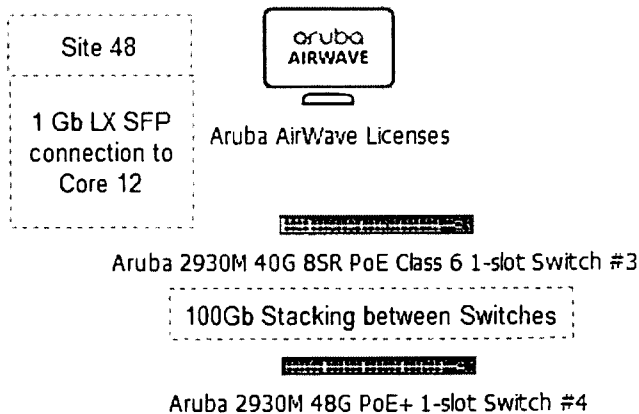 Site 48
1 Gb LX SFP
connection to
Core 12
aruba
AIRWAVE
Aruba AirWave Licenses
Aruba 2930M 40G 8SR PoE Class 6 1-slot Switch #3
100Gb Stacking between Switches
Aruba 2930M 48G PoE+ 1-slot Switch #4